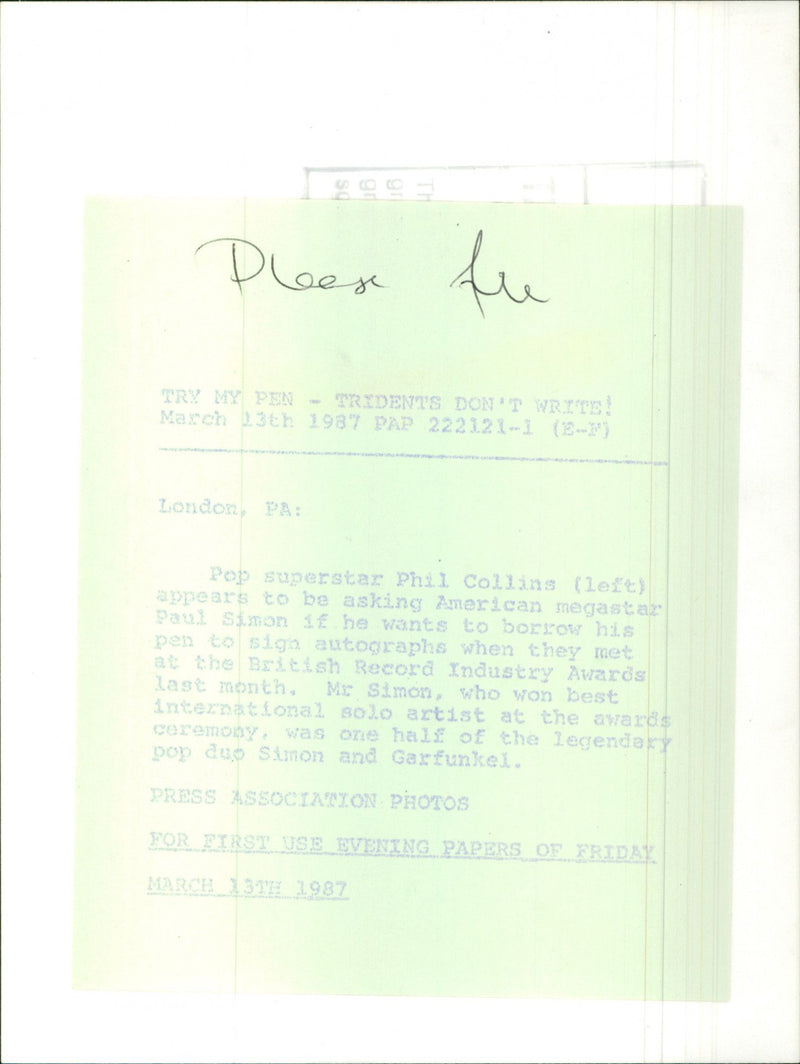 Please file
TRY MY PEN - TRIDENTS DON'T WRITE!
March 13th 1987 PAP 222121-1 (E-F)
London, PA:
Pop superstar Phil Collins (left)
appears to be asking American megastar
Paul Simon if he wants to borrow his
pen to sign autographs when they met
at the British Record Industry Awards
last month. Mr Simon, who won best
international solo artist at the awards
ceremony, was one half of the legendary
pop duo Simon and Garfunkel.
PRESS ASSOCIATION PHOTOS
FOR FIRST USE EVENING PAPERS OF FRIDAY
MARCH 13TH 1987